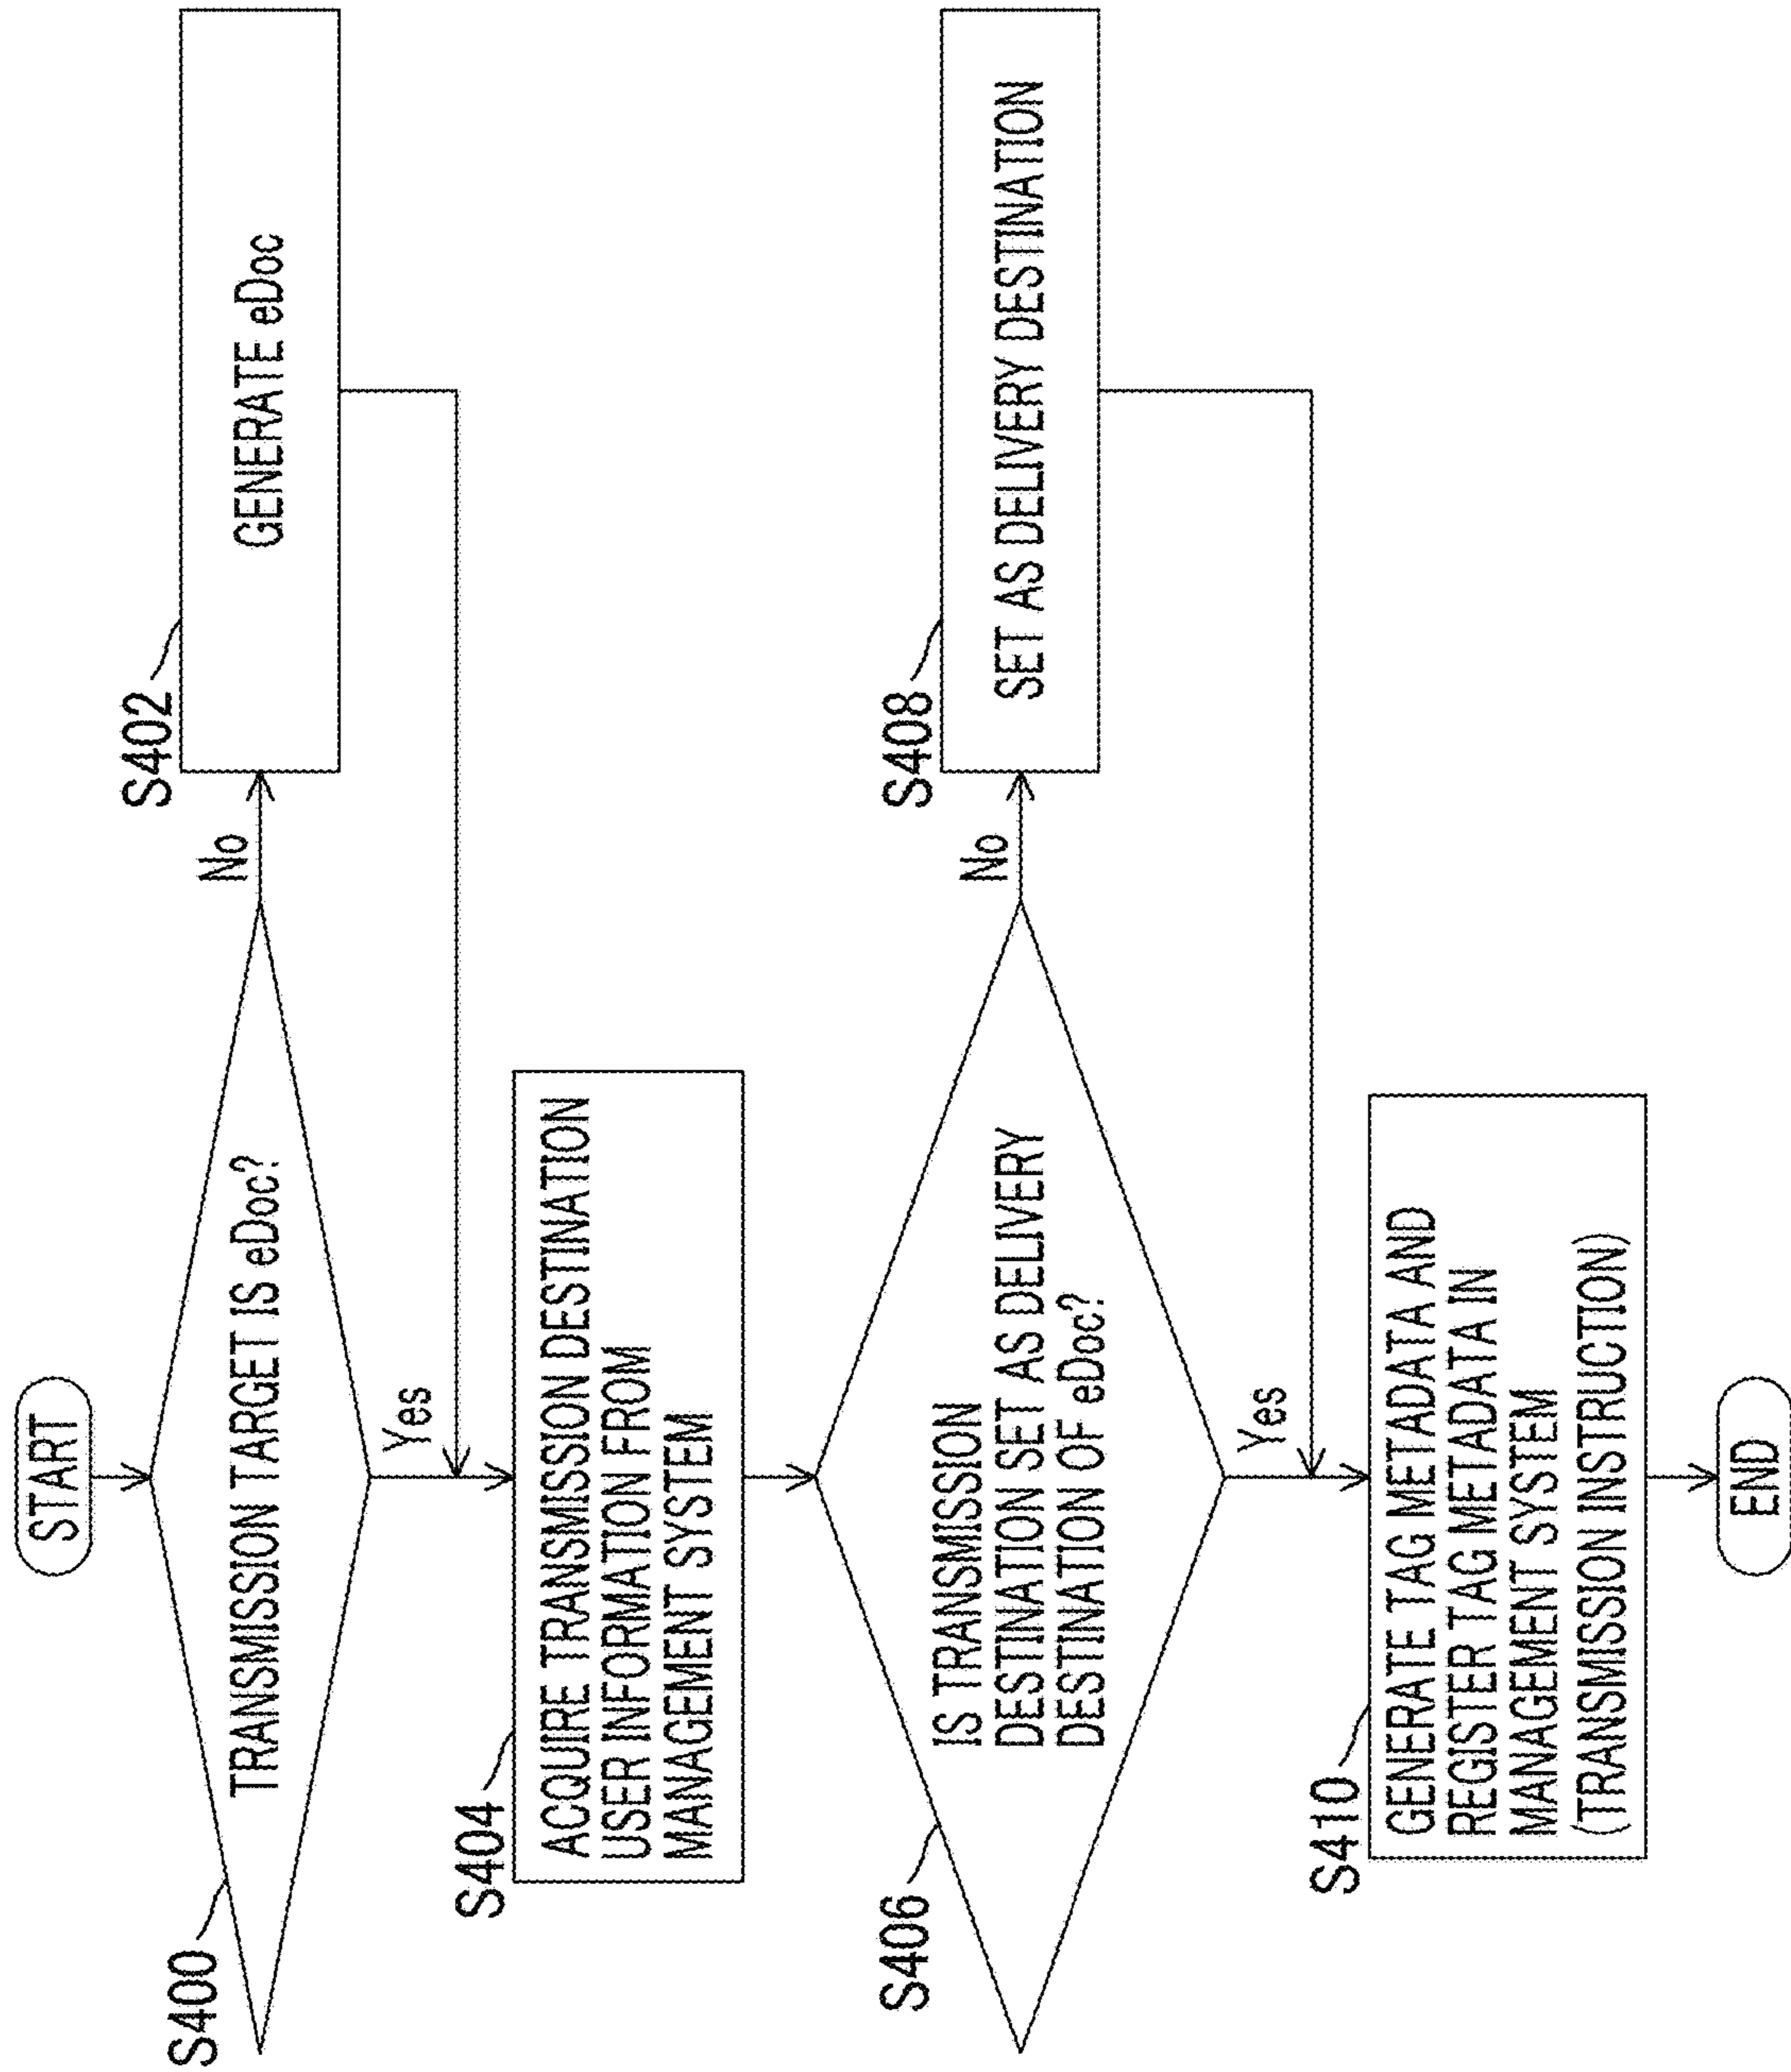 START
S400
TRANSMISSION TARGET IS eDoc?
No
S402
GENERATE eDoc
Yes
S404
ACQUIRE TRANSMISSION DESTINATION
USER INFORMATION FROM
MANAGEMENT SYSTEM
S406
IS TRANSMISSION
DESTINATION SET AS DELIVERY
DESTINATION OF eDoc?
No
S408
SET AS DELIVERY DESTINATION
Yes
S410
GENERATE TAG METADATA AND
REGISTER TAG METADATA IN
MANAGEMENT SYSTEM
(TRANSMISSION INSTRUCTION)
END